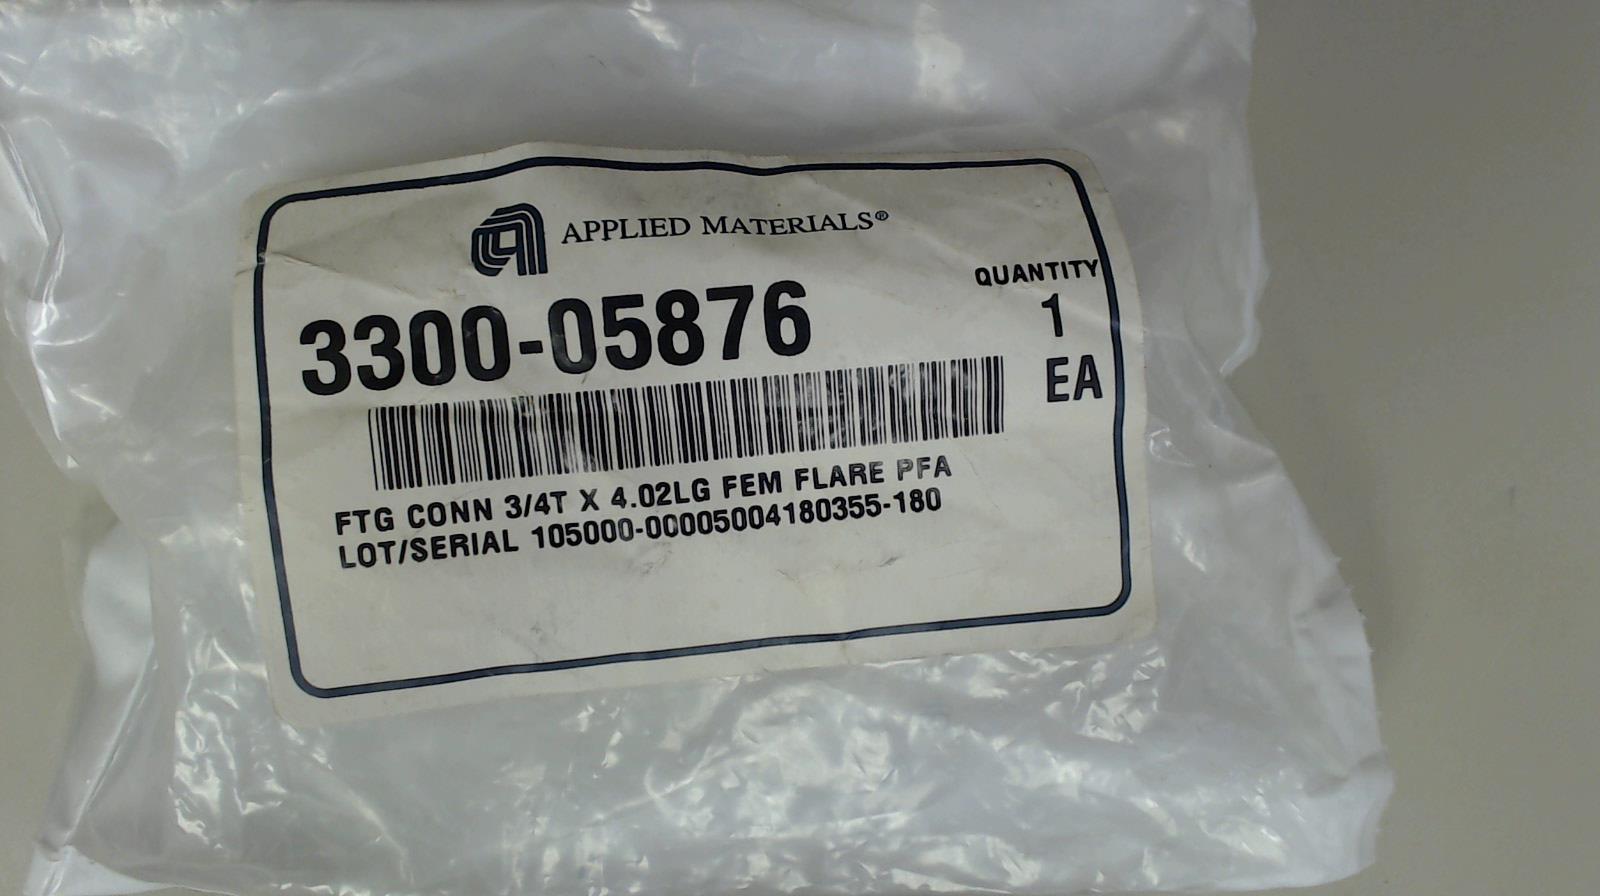 APPLIED MATERIALS®
3300-05876
QUANTITY
1
EA
FTG CONN 3/4T X 4.02LG FEM FLARE PFA
LOT/SERIAL 105000-00005004180355-180